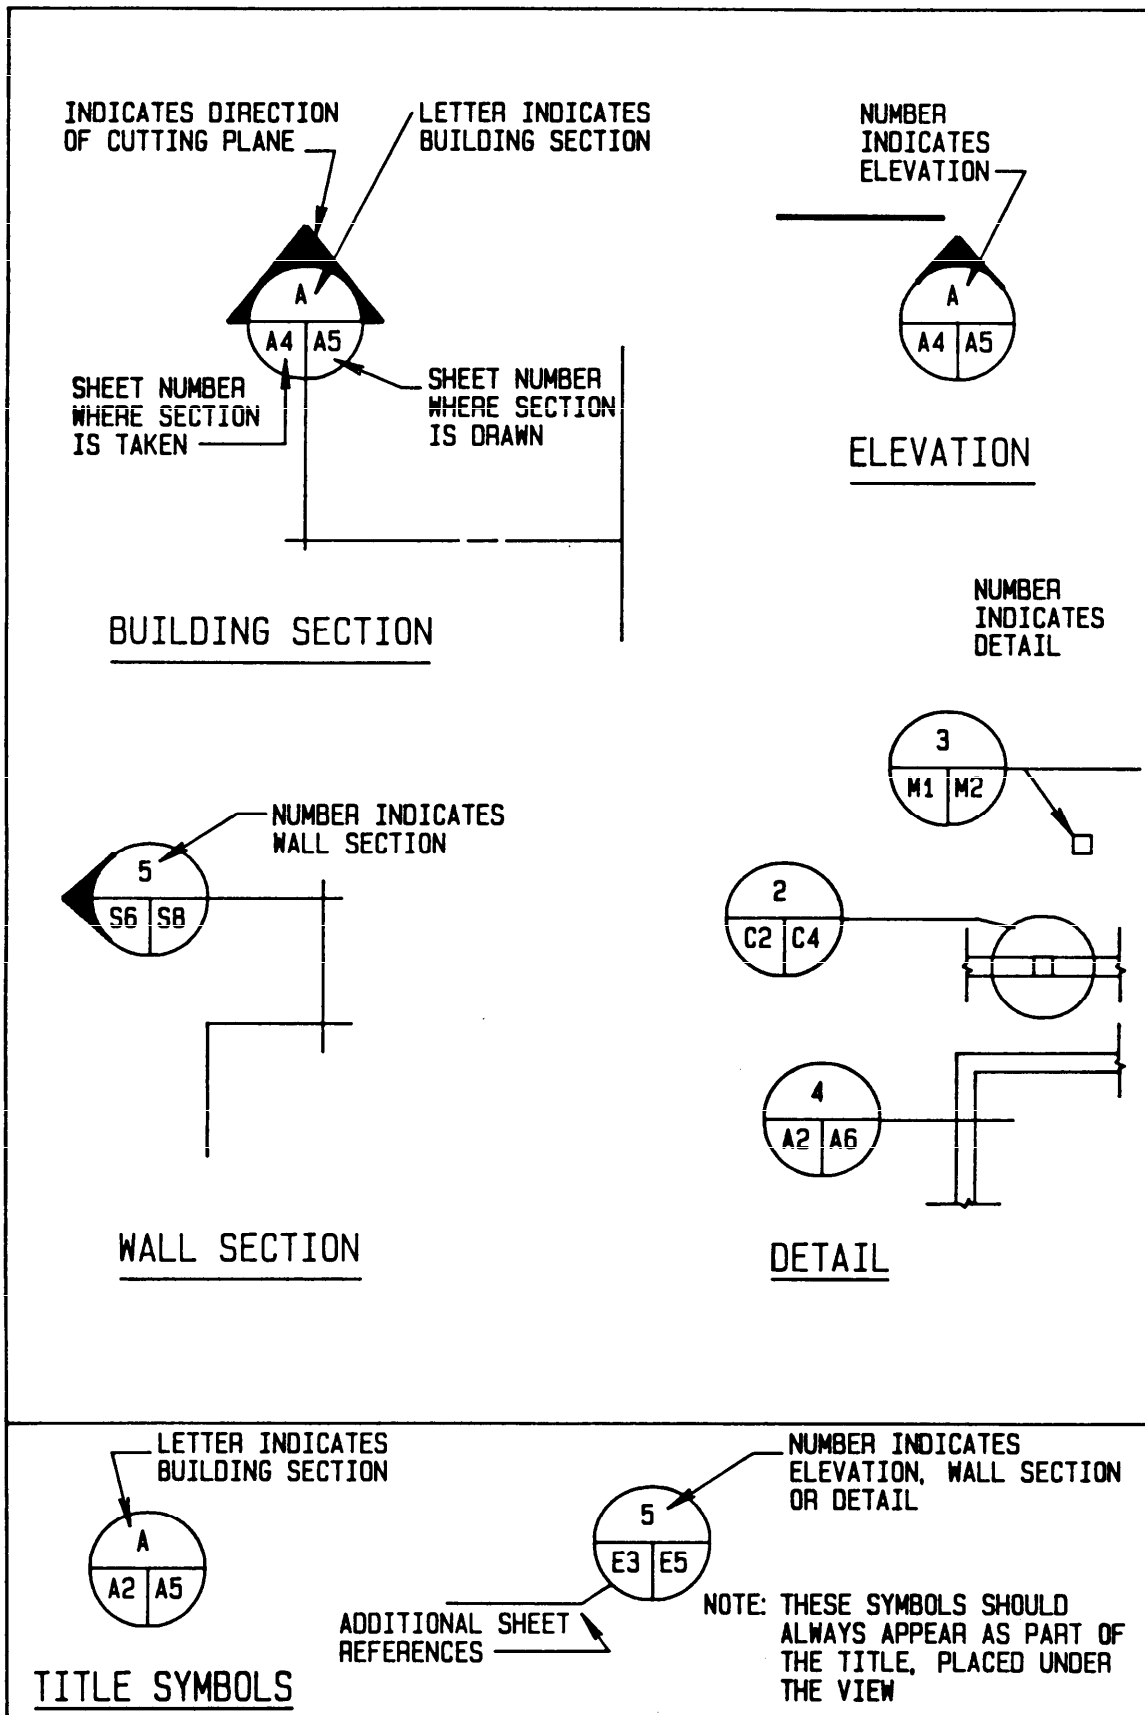 INDICATES DIRECTION
OF CUTTING PLANE
LETTER INDICATES
BUILDING SECTION
A
A4 A5
SHEET NUMBER
WHERE SECTION
IS TAKEN
SHEET NUMBER
WHERE SECTION
IS DRAWN
BUILDING SECTION
NUMBER
INDICATES
ELEVATION
A
A4 A5
ELEVATION
NUMBER INDICATES
WALL SECTION
5
S6 S8
WALL SECTION
NUMBER
INDICATES
DETAIL
3
M1 M2
2
C2 C4
4
A2 A6
DETAIL
LETTER INDICATES
BUILDING SECTION
A
A2 A5
TITLE SYMBOLS
NUMBER INDICATES
ELEVATION, WALL SECTION
OR DETAIL
5
E3 E5
ADDITIONAL SHEET
REFERENCES
NOTE: THESE SYMBOLS SHOULD
ALWAYS APPEAR AS PART OF
THE TITLE, PLACED UNDER
THE VIEW